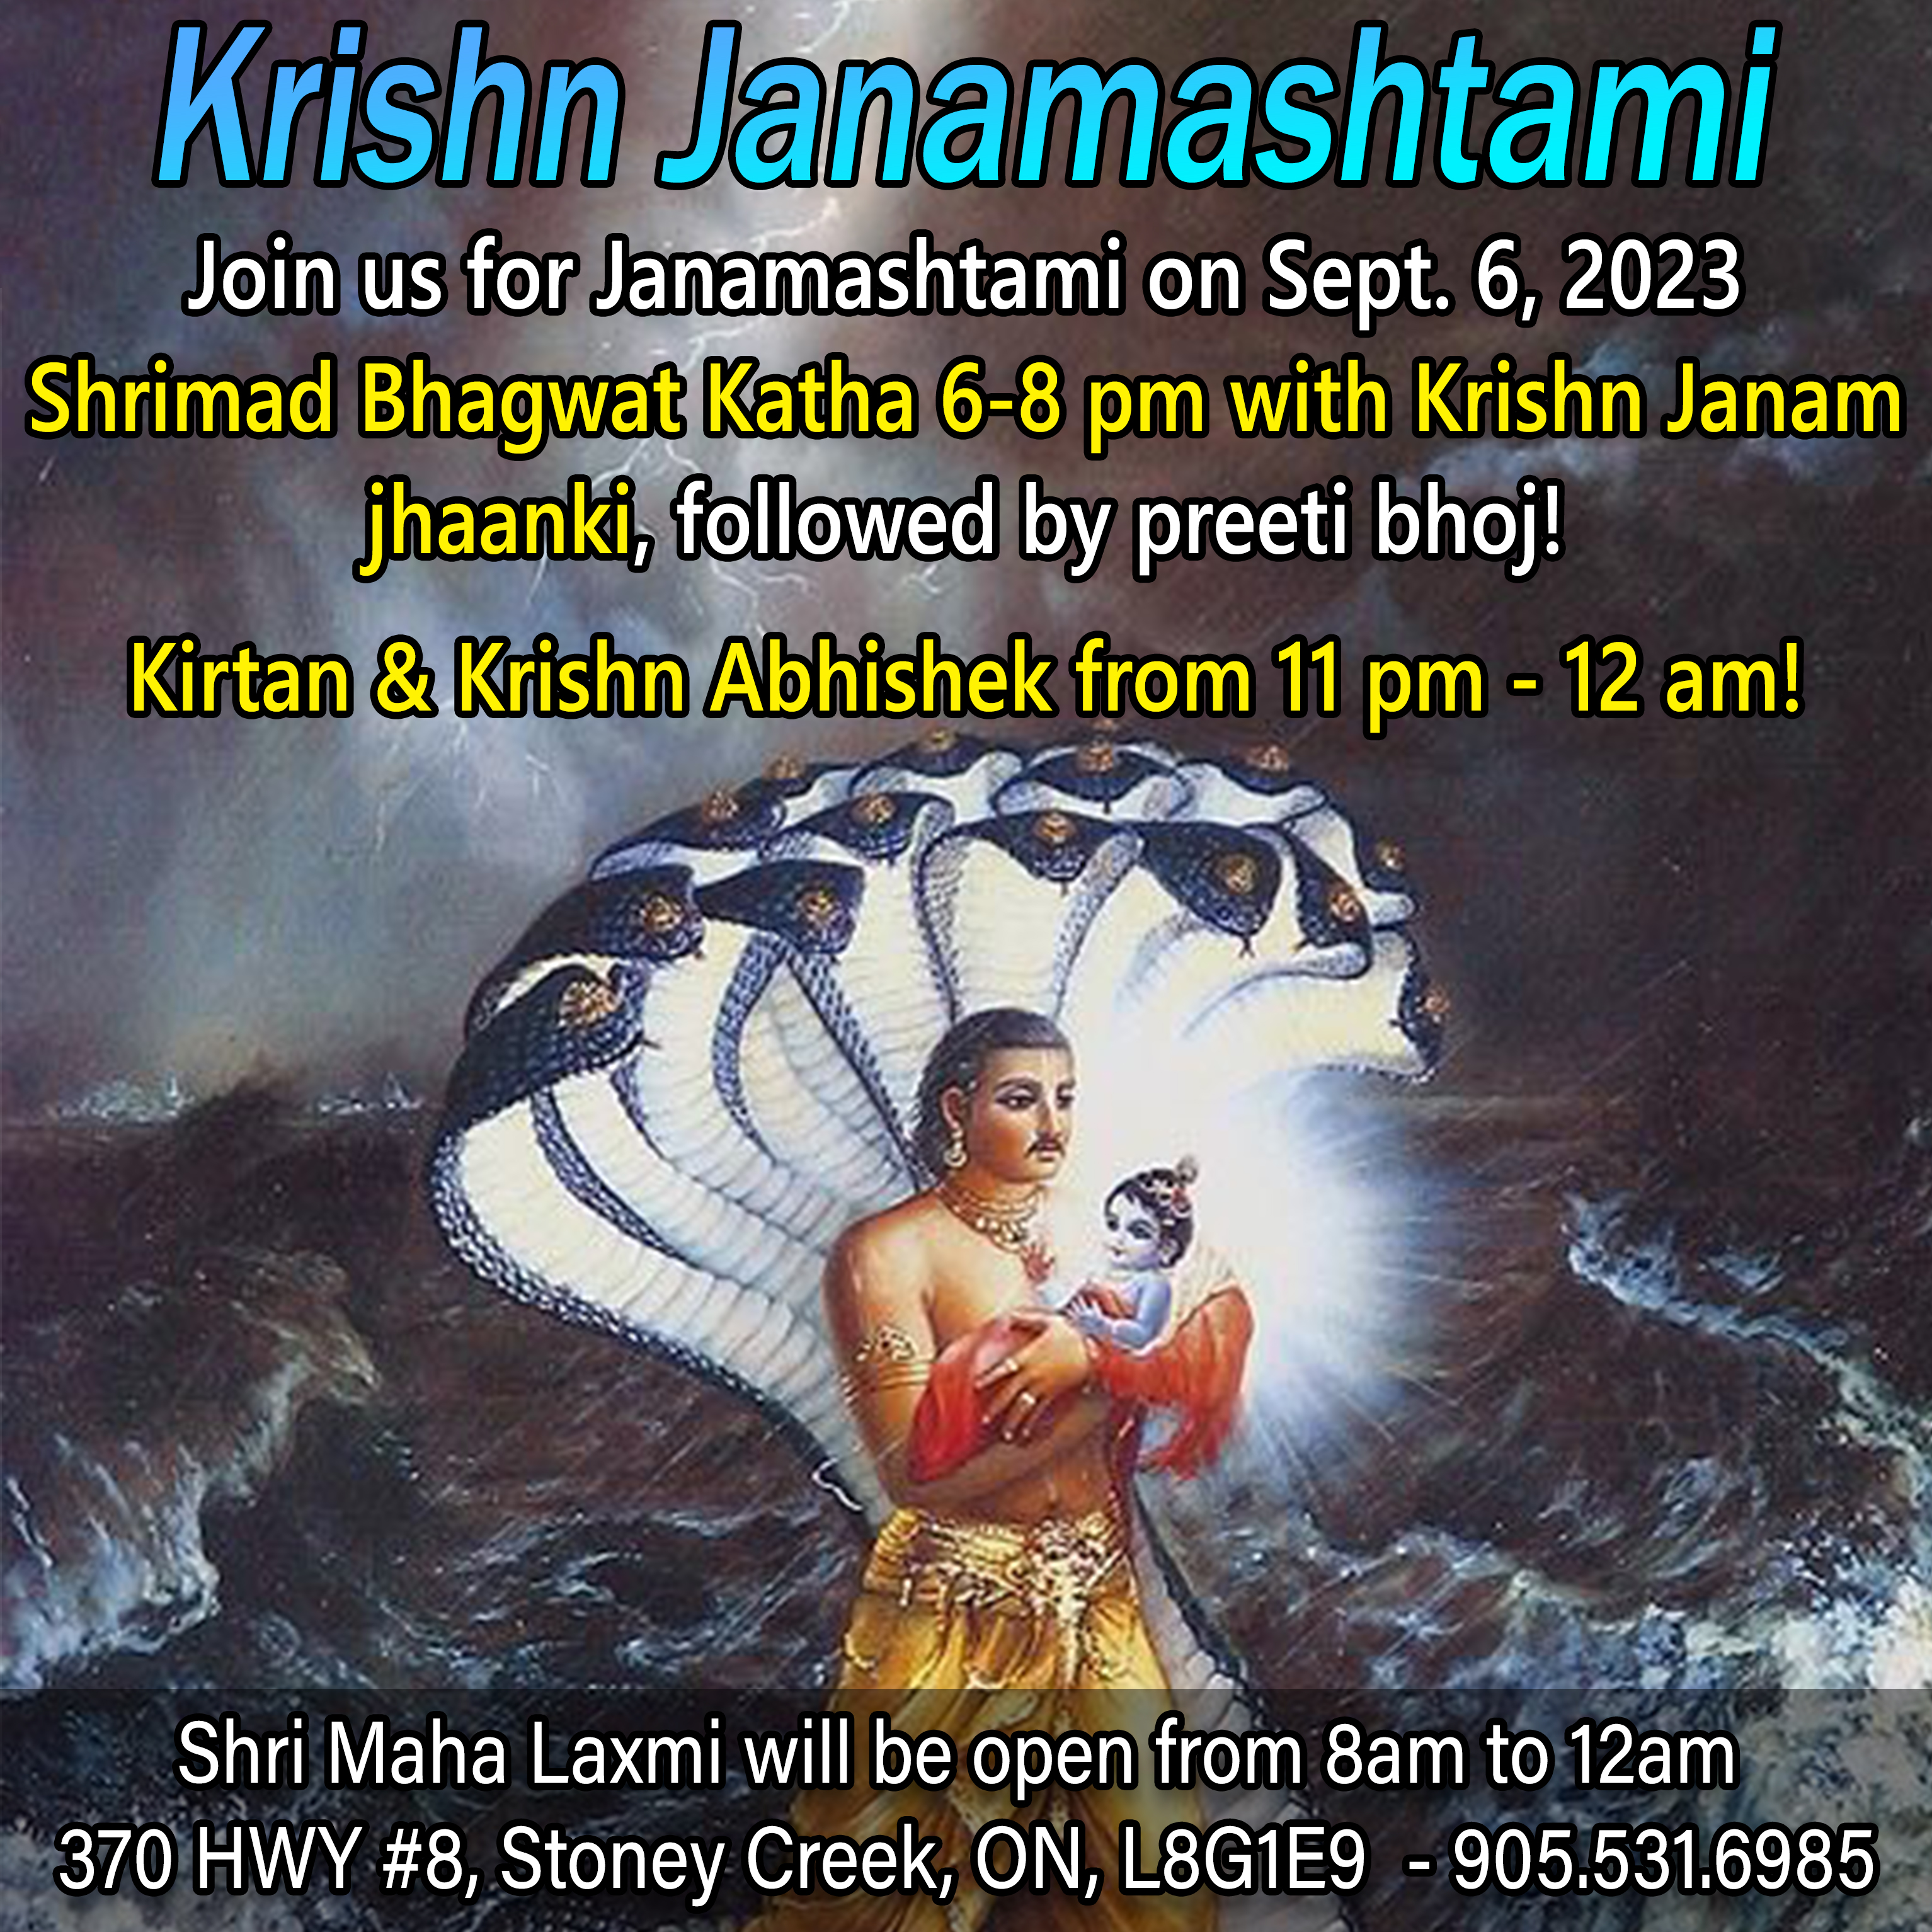 Krishn Janamashtami
Join us for Janamashtami on Sept. 6, 2023
Shrimad Bhagwat Katha 6-8 pm with Krishn Janam
jhaanki, followed by preeti bhoj!
Kirtan & Krishn Abhishek from 11 pm - 12 am!
Shri Maha Laxmi will be open from 8am to 12am
370 HWY #8, Stoney Creek, ON, L8G1E9 - 905.531.6985